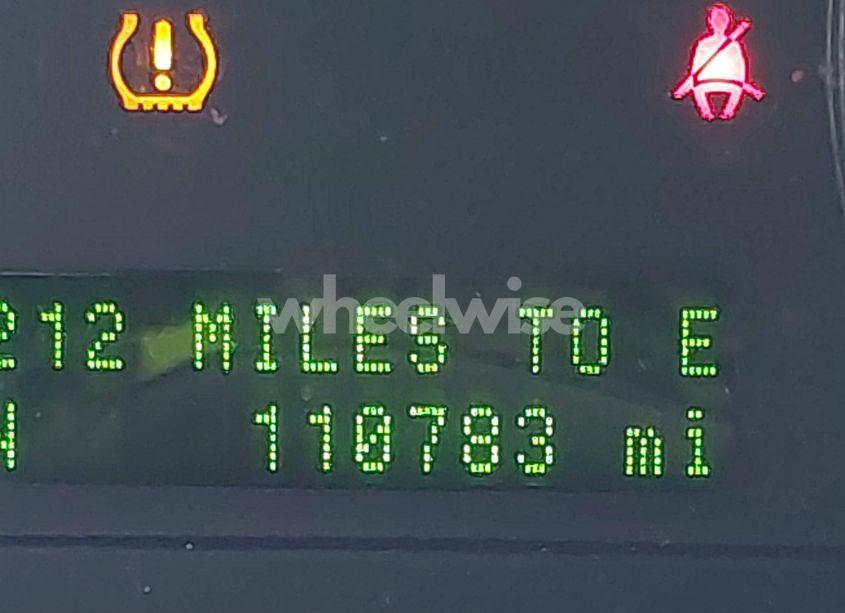 212 MILES TO E
110783 mi
wheelwise